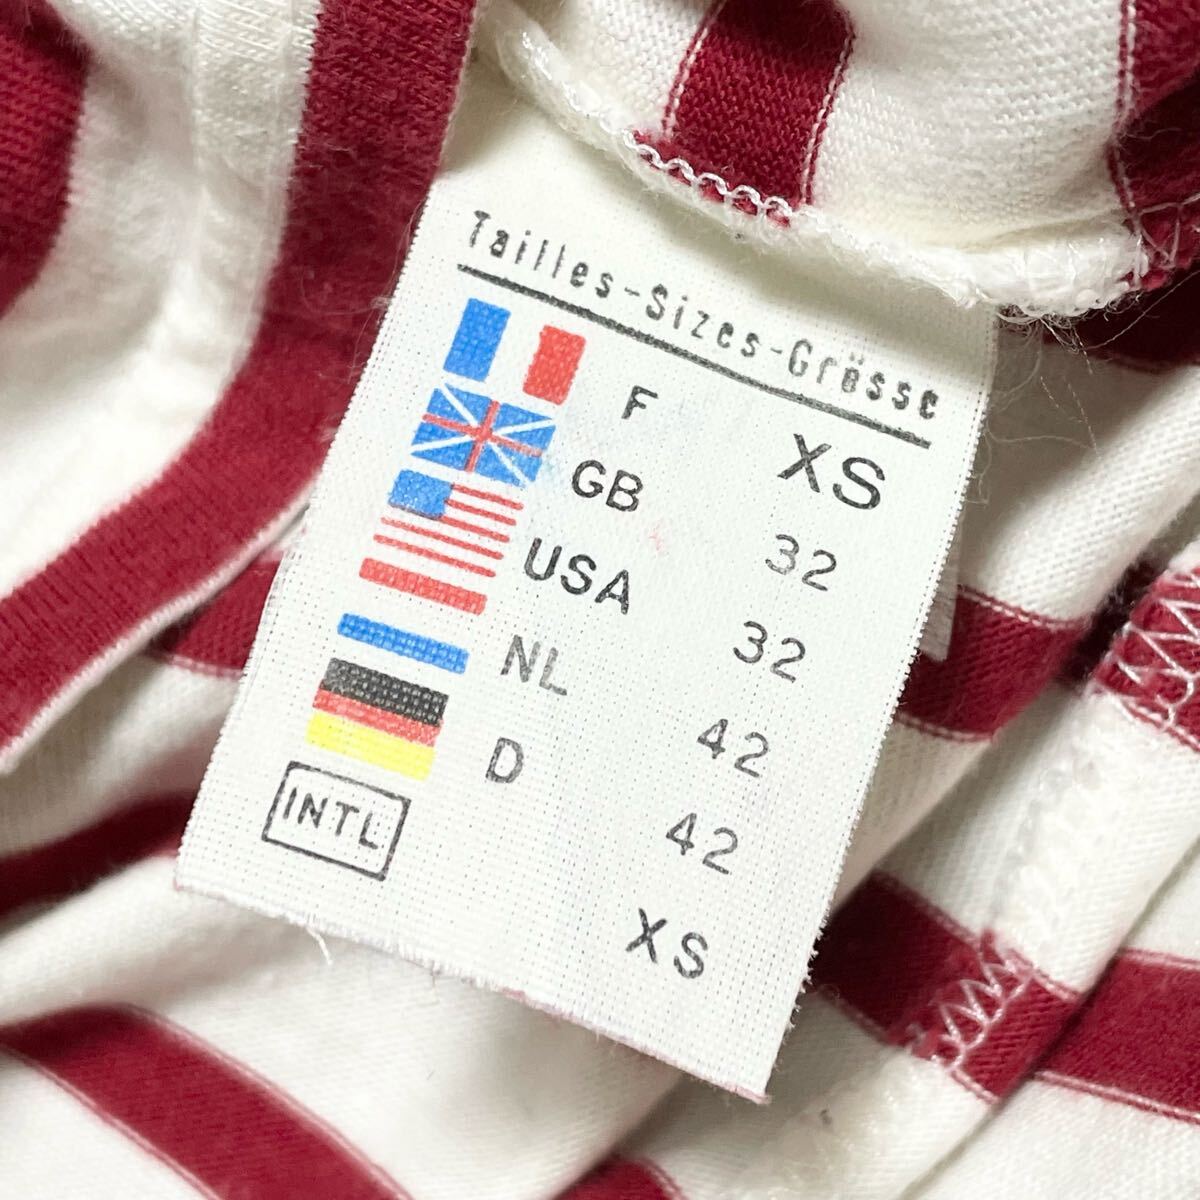 Tailles-Sizes-Grösse
F XS
GB 32
USA 32
NL 42
D 42
INTL XS